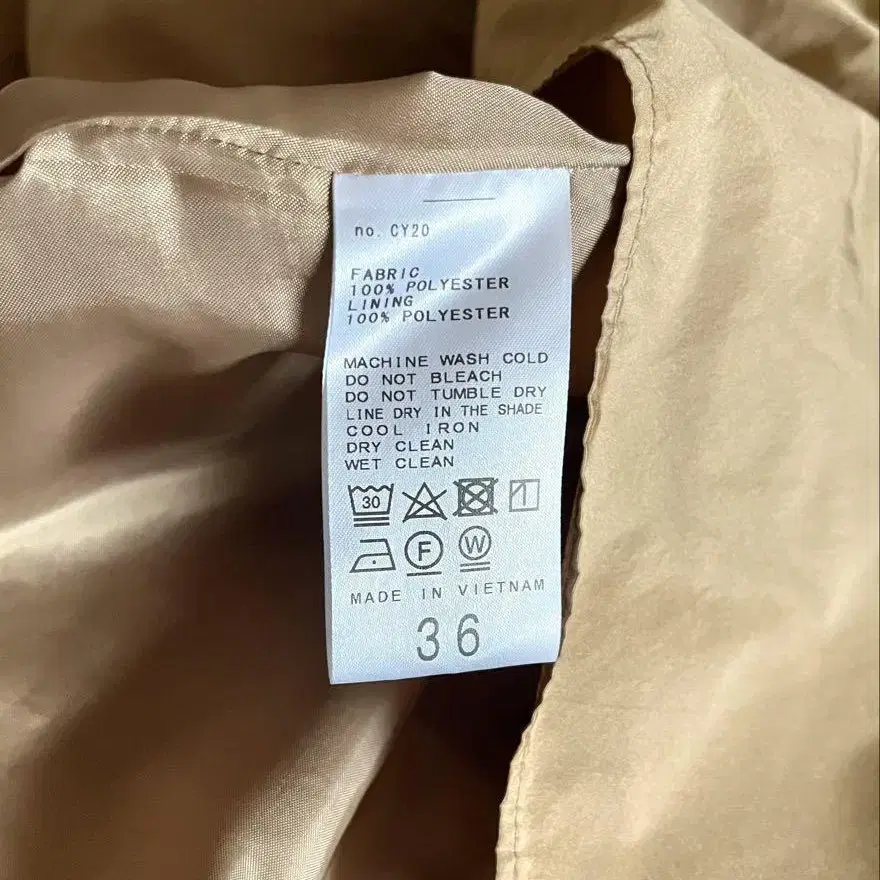 no. CY20
FABRIC
100% POLYESTER
LINING
100% POLYESTER
MACHINE WASH COLD
DO NOT BLEACH
DO NOT TUMBLE DRY
LINE DRY IN THE SHADE
COOL IRON
DRY CLEAN
WET CLEAN
30
F W
MADE IN VIETNAM
36